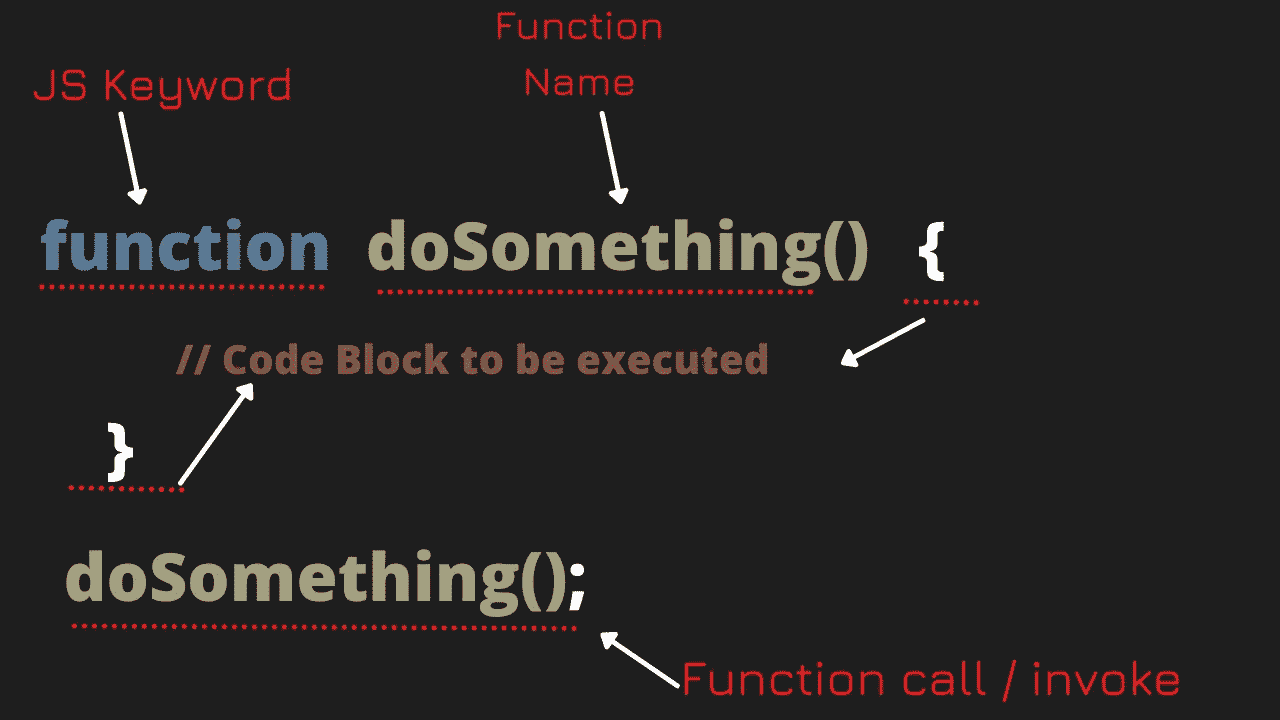 Function
JS Keyword Name
function doSomething() {
// Code Block to be executed
}
doSomething();
Function call / invoke